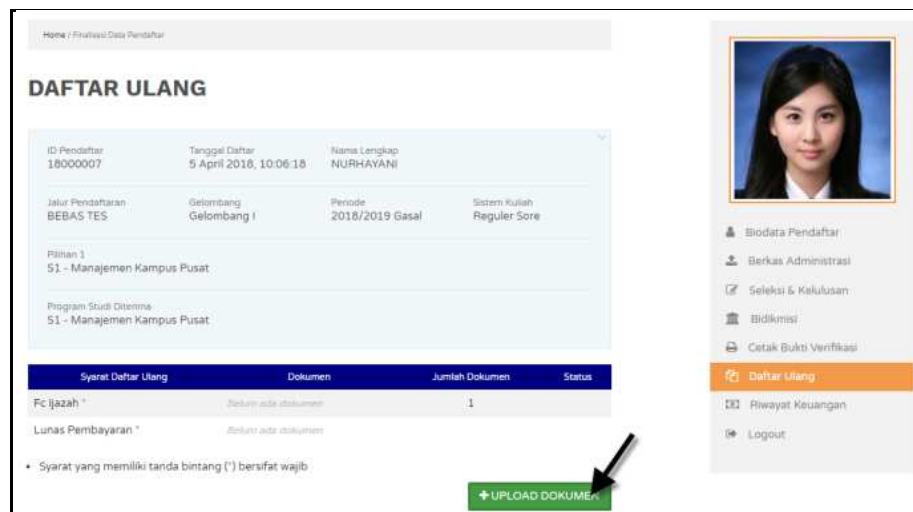 Home / Finalisasi Data Pendaftar
DAFTAR ULANG
ID Pendaftar Tanggal Daftar Nama Lengkap
18000007 5 April 2018, 10:06:18 NURHAYANI
Jalur Pendaftaran Gelombang Periode Sistem Kuliah
BEBAS TES Gelombang I 2018/2019 Gasal Reguler Sore
Pilihan 1
S1 - Manajemen Kampus Pusat
Program Studi Diterima
S1 - Manajemen Kampus Pusat
Syarat Daftar Ulang Dokumen Jumlah Dokumen Status
Fc Ijazah * Belum ada dokumen 1
Lunas Pembayaran * Belum ada dokumen
• Syarat yang memiliki tanda bintang (*) bersifat wajib
+ UPLOAD DOKUMEN
Biodata Pendaftar
Berkas Administrasi
Seleksi & Kelulusan
Bidikmisi
Cetak Bukti Verifikasi
Daftar Ulang
Riwayat Keuangan
Logout